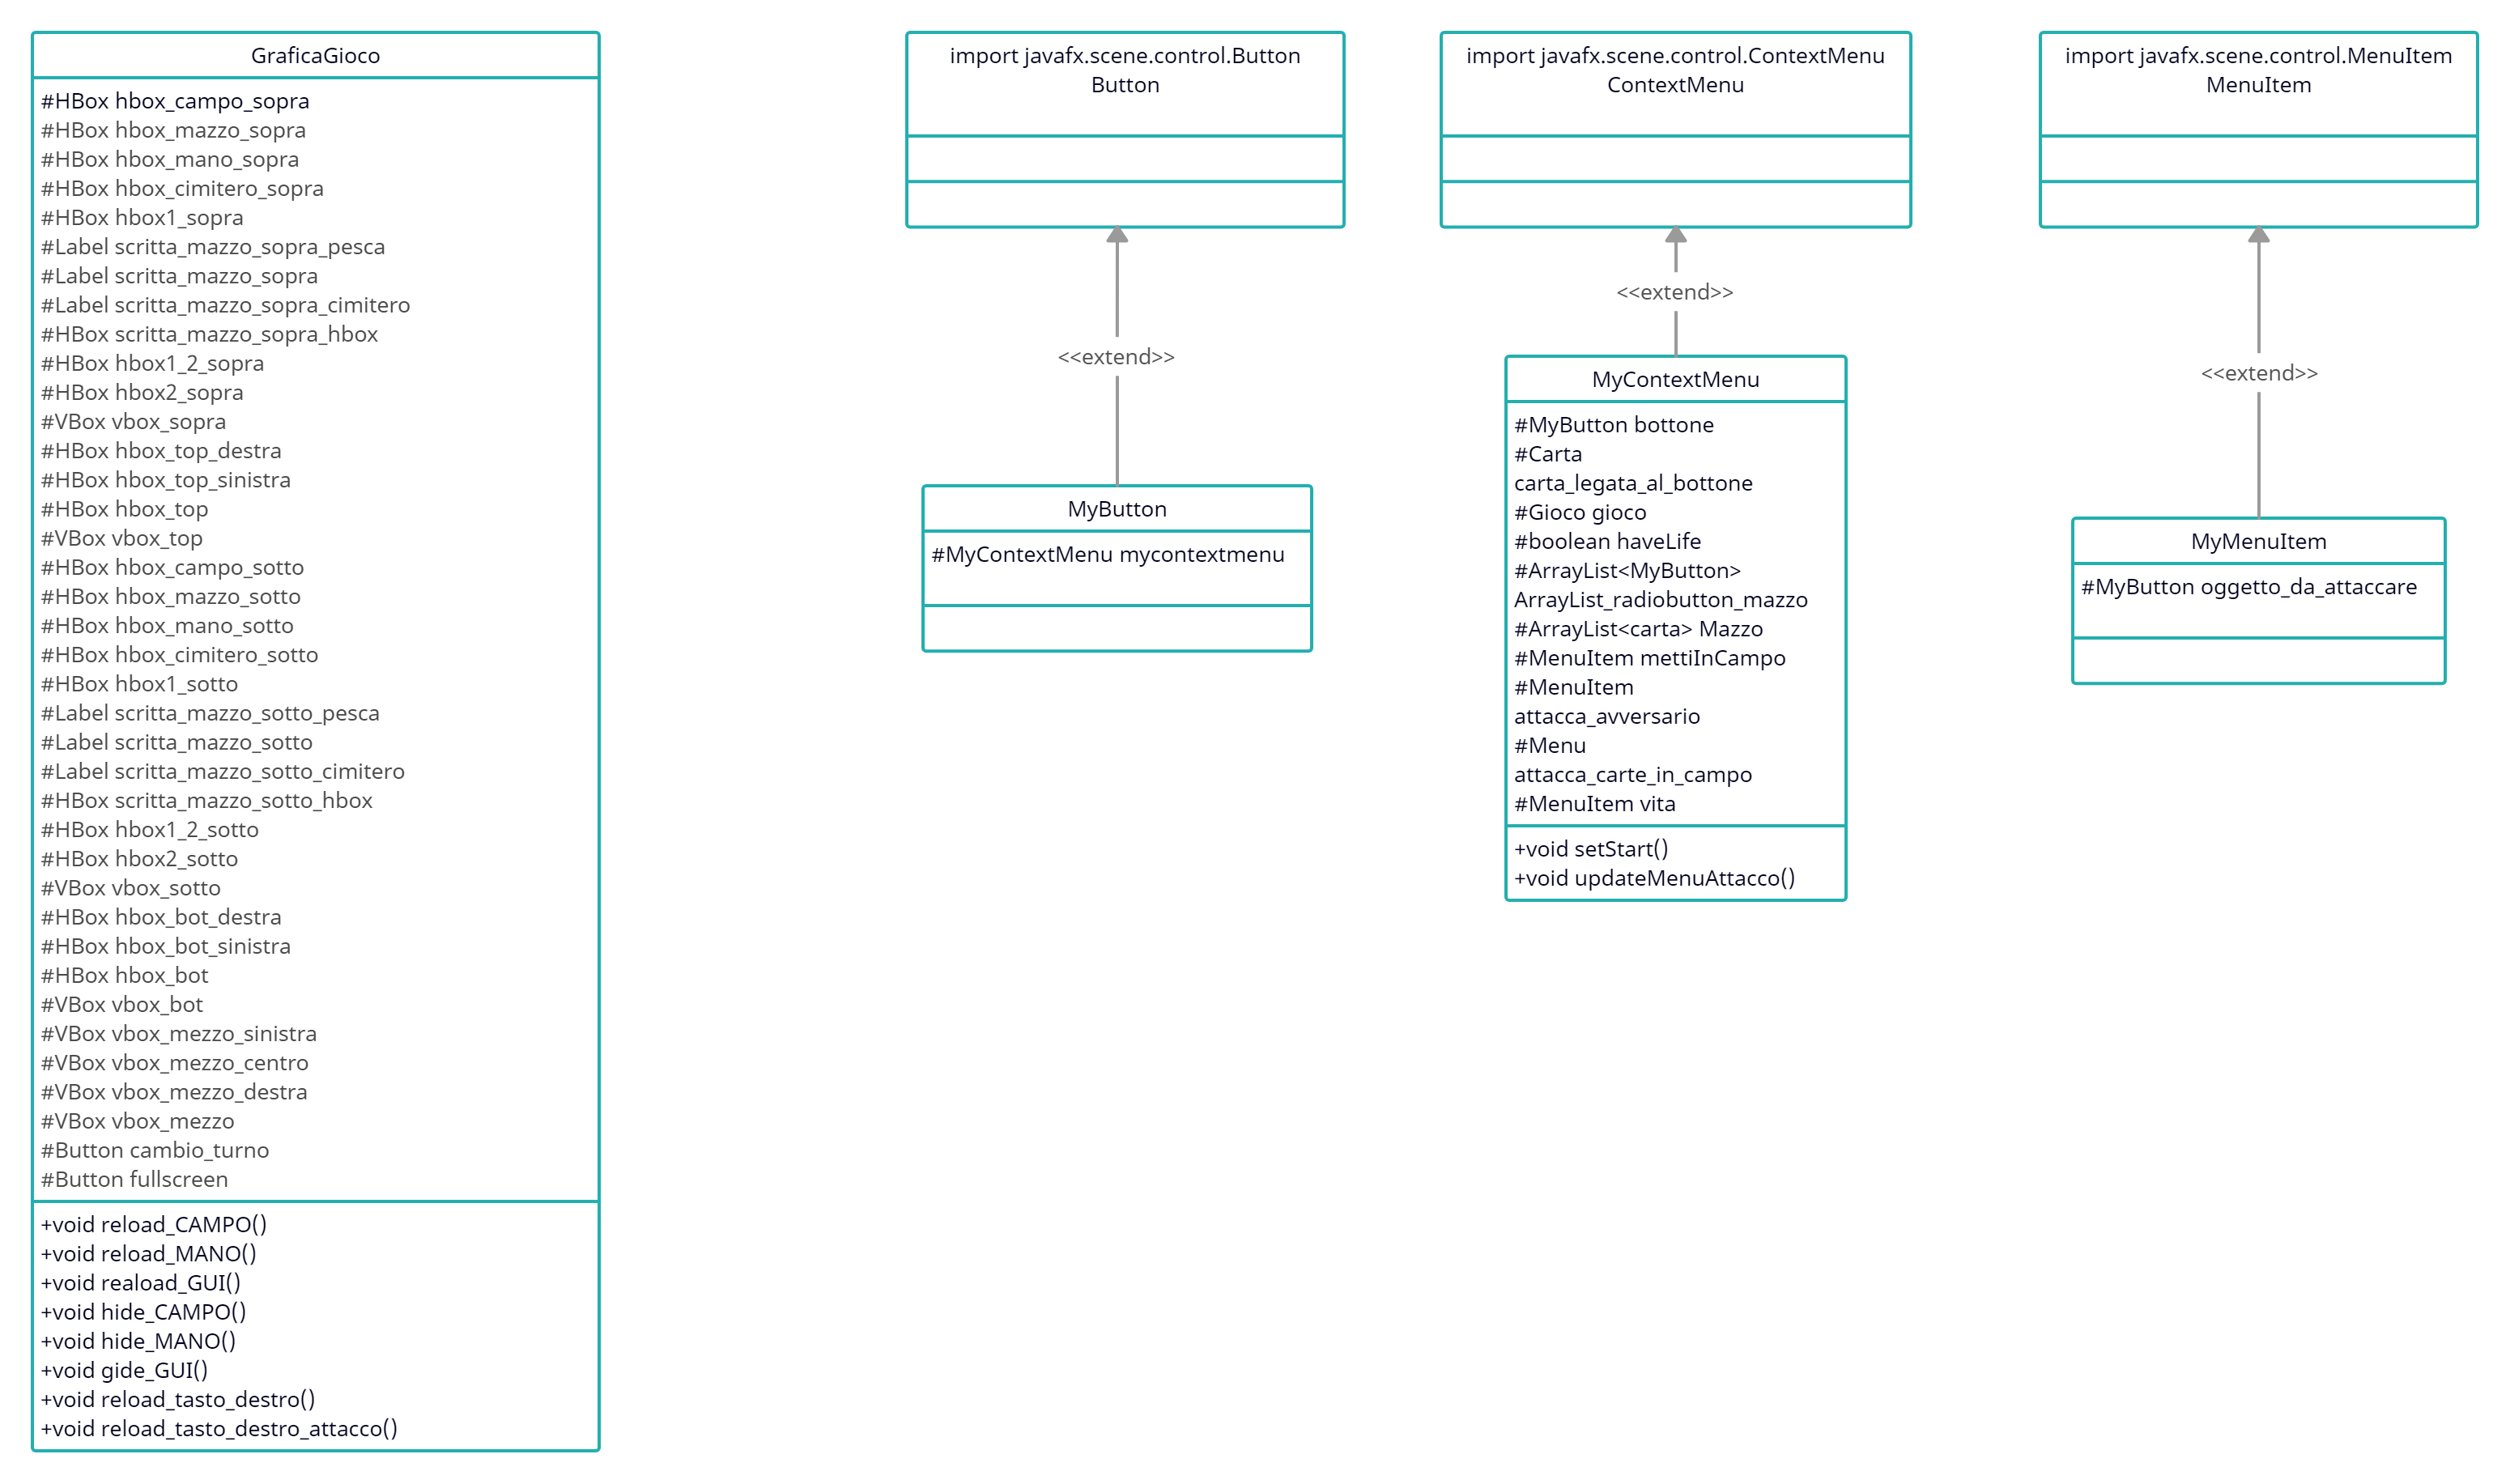 GraficaGioco
#HBox hbox_campo_sopra
#HBox hbox_mazzo_sopra
#HBox hbox_mano_sopra
#HBox hbox_cimitero_sopra
#HBox hbox1_sopra
#Label scritta_mazzo_sopra_pesca
#Label scritta_mazzo_sopra
#Label scritta_mazzo_sopra_cimitero
#HBox scritta_mazzo_sopra_hbox
#HBox hbox1_2_sopra
#HBox hbox2_sopra
#VBox vbox_sopra
#HBox hbox_top_destra
#HBox hbox_top_sinistra
#HBox hbox_top
#VBox vbox_top
#HBox hbox_campo_sotto
#HBox hbox_mazzo_sotto
#HBox hbox_mano_sotto
#HBox hbox_cimitero_sotto
#HBox hbox1_sotto
#Label scritta_mazzo_sotto_pesca
#Label scritta_mazzo_sotto
#Label scritta_mazzo_sotto_cimitero
#HBox scritta_mazzo_sotto_hbox
#HBox hbox1_2_sotto
#HBox hbox2_sotto
#VBox vbox_sotto
#HBox hbox_bot_destra
#HBox hbox_bot_sinistra
#HBox hbox_bot
#VBox vbox_bot
#VBox vbox_mezzo_sinistra
#VBox vbox_mezzo_centro
#VBox vbox_mezzo_destra
#VBox vbox_mezzo
#Button cambio_turno
#Button fullscreen
+void reload_CAMPO()
+void reload_MANO()
+void reaload_GUI()
+void hide_CAMPO()
+void hide_MANO()
+void gide_GUI()
+void reload_tasto_destro()
+void reload_tasto_destro_attacco()
import javafx.scene.control.Button
Button
<<extend>>
MyButton
#MyContextMenu mycontextmenu
import javafx.scene.control.ContextMenu
ContextMenu
<<extend>>
MyContextMenu
#MyButton bottone
#Carta
carta_legata_al_bottone
#Gioco gioco
#boolean haveLife
#ArrayList<MyButton>
ArrayList_radiobutton_mazzo
#ArrayList<carta> Mazzo
#MenuItem mettiInCampo
#MenuItem
attacca_avversario
#Menu
attacca_carte_in_campo
#MenuItem vita
+void setStart()
+void updateMenuAttacco()
import javafx.scene.control.MenuItem
MenuItem
<<extend>>
MyMenuItem
#MyButton oggetto_da_attaccare